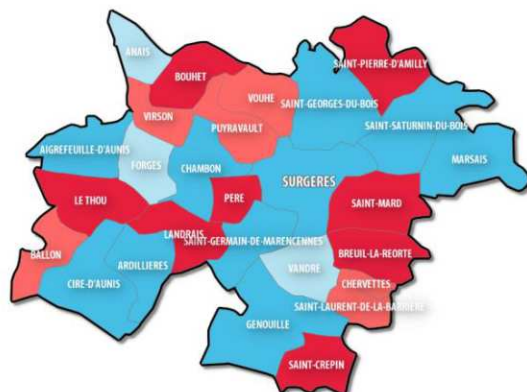 ANAIS
BOUHET
SAINT-PIERRE-D'AMILLY
VIRSON
VOUHE
SAINT-GEORGES-DU-BOIS
PUYRAVAULT
SAINT-SATURNIN-DU-BOIS
AIGREFEUILLE-D'AUNIS
FORGES
CHAMBON
MARSAIS
SURGERES
LE THOU
PERE
SAINT-MARD
LANDRAIS
SAINT-GERMAIN-DE-MARENCENNES
BALLON
BREUIL-LA-REORTE
ARDILLIERES
VANDRE
CIRE-D'AUNIS
CHERVETTES
SAINT-LAURENT-DE-LA-BARRIERE
GENOUILLE
SAINT-CREPIN